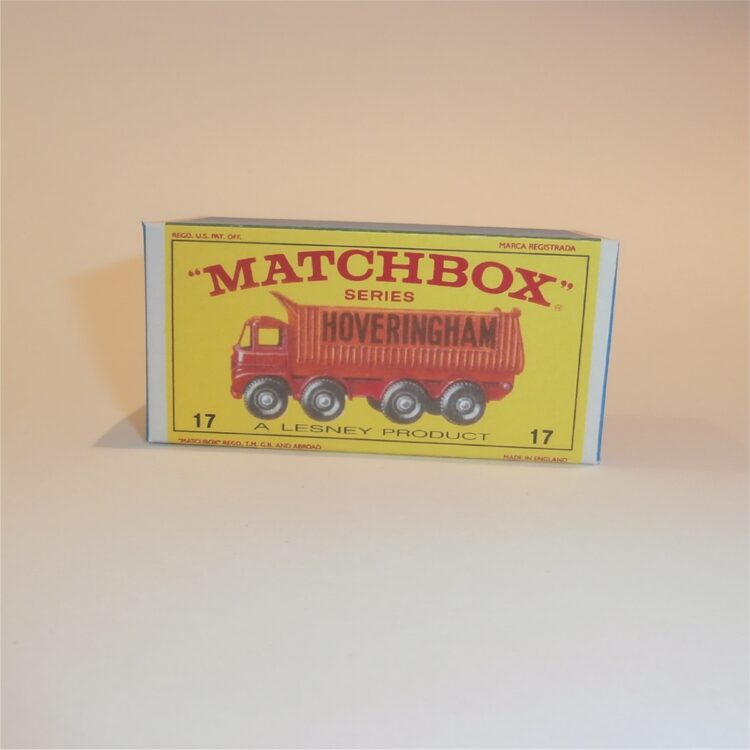 REGD. U.S. PAT. OFF. MARCA REGISTRADA
"MATCHBOX"®
SERIES
HOVERINGHAM
17 A LESNEY PRODUCT 17
"MATCHBOX" REGD. T.M. G.B. AND ABROAD MADE IN ENGLAND